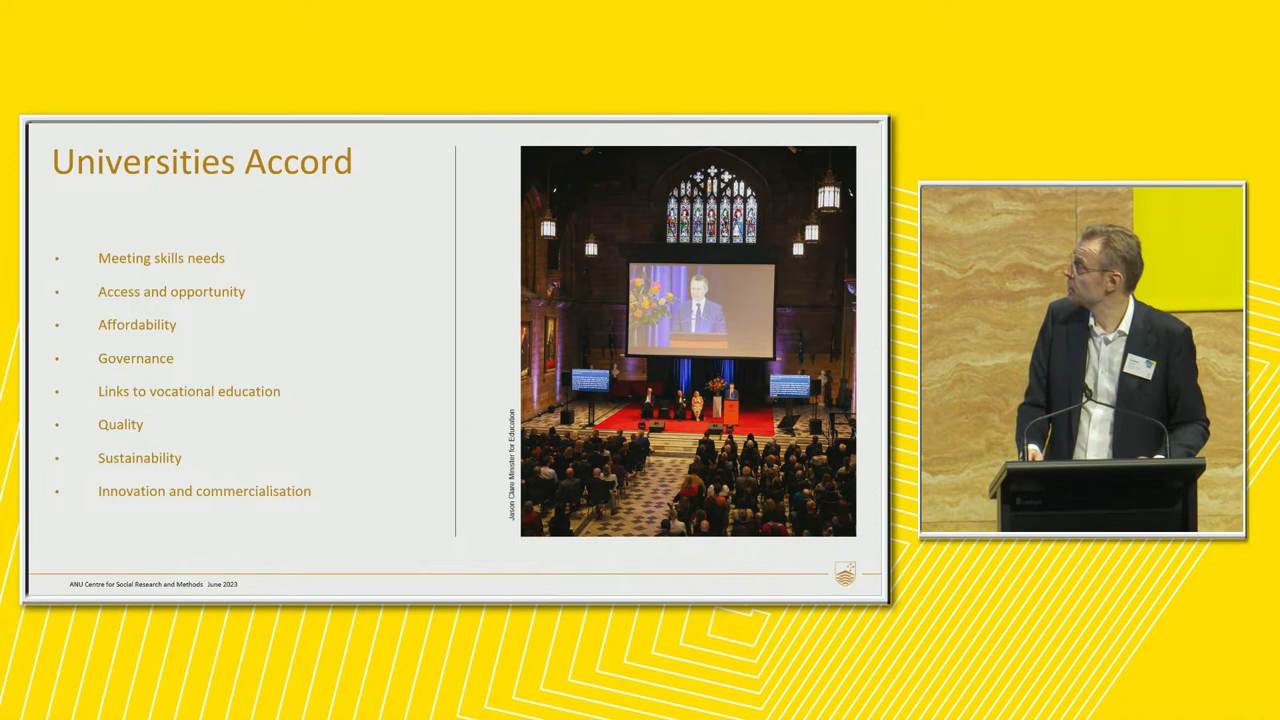 Universities Accord
• Meeting skills needs
• Access and opportunity
• Affordability
• Governance
• Links to vocational education
• Quality
• Sustainability
• Innovation and commercialisation
Jason Clare Minister for Education
ANU Centre for Social Research and Methods June 2023